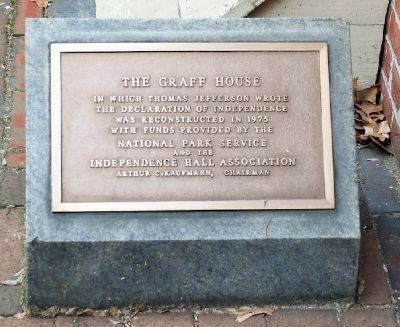 THE GRAFF HOUSE
IN WHICH THOMAS JEFFERSON WROTE
THE DECLARATION OF INDEPENDENCE
WAS RECONSTRUCTED IN 1975
WITH FUNDS PROVIDED BY THE
NATIONAL PARK SERVICE
AND THE
INDEPENDENCE HALL ASSOCIATION
ARTHUR C. KAUFMANN, CHAIRMAN